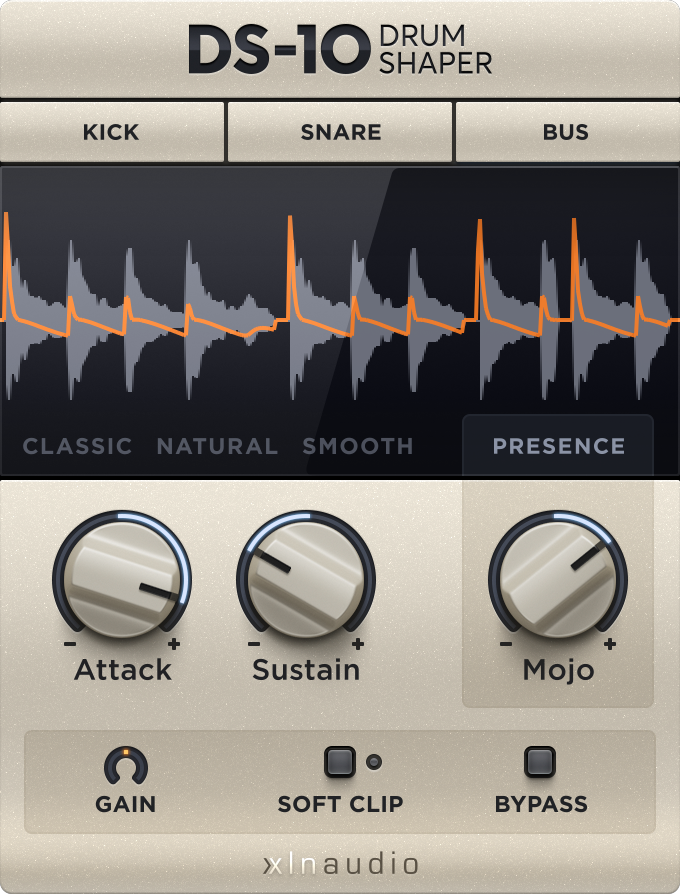 DS-10 DRUM SHAPER
KICK SNARE BUS
CLASSIC NATURAL SMOOTH PRESENCE
- + - + - +
Attack Sustain Mojo
GAIN SOFT CLIP BYPASS
xlnaudio